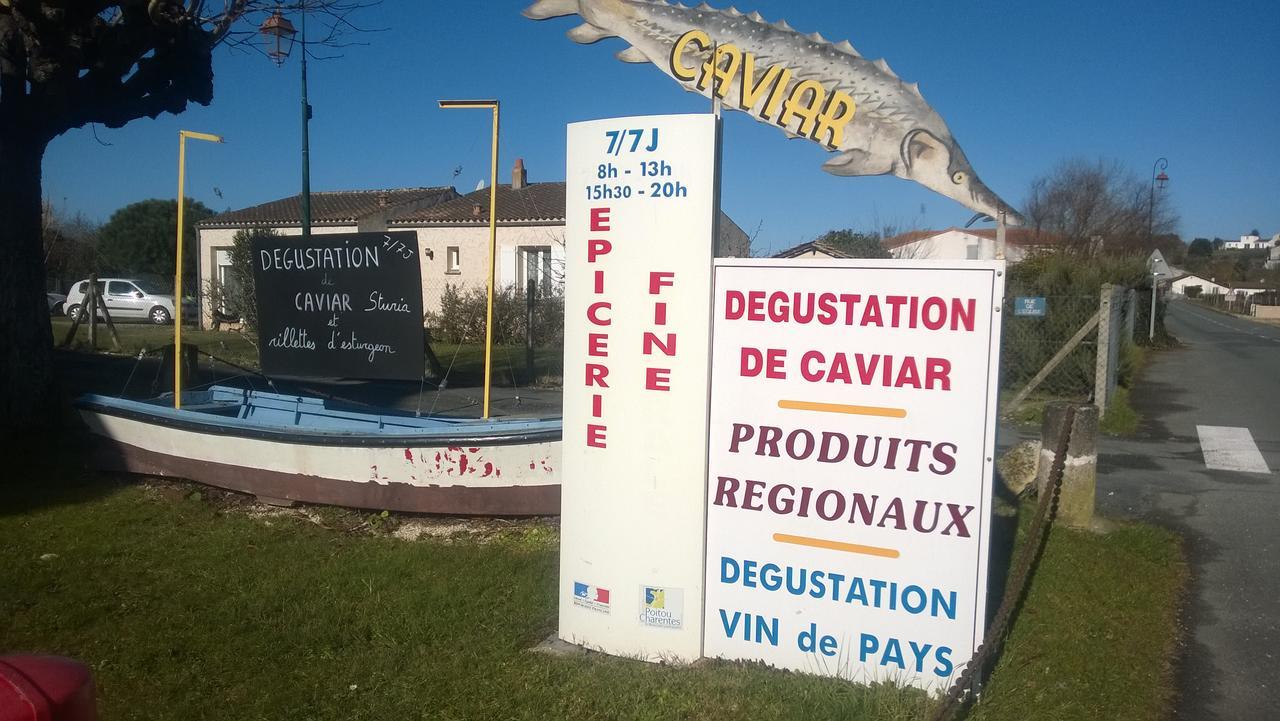 CAVIAR
7/7J
8h - 13h
15h30 - 20h
EPICERIE
FINE
DEGUSTATION
DE CAVIAR
PRODUITS
REGIONAUX
DEGUSTATION
VIN de PAYS
DEGUSTATION 7/7J
de
CAVIAR Sturia
et
rillettes d'esturgeon
Poitou
Charentes